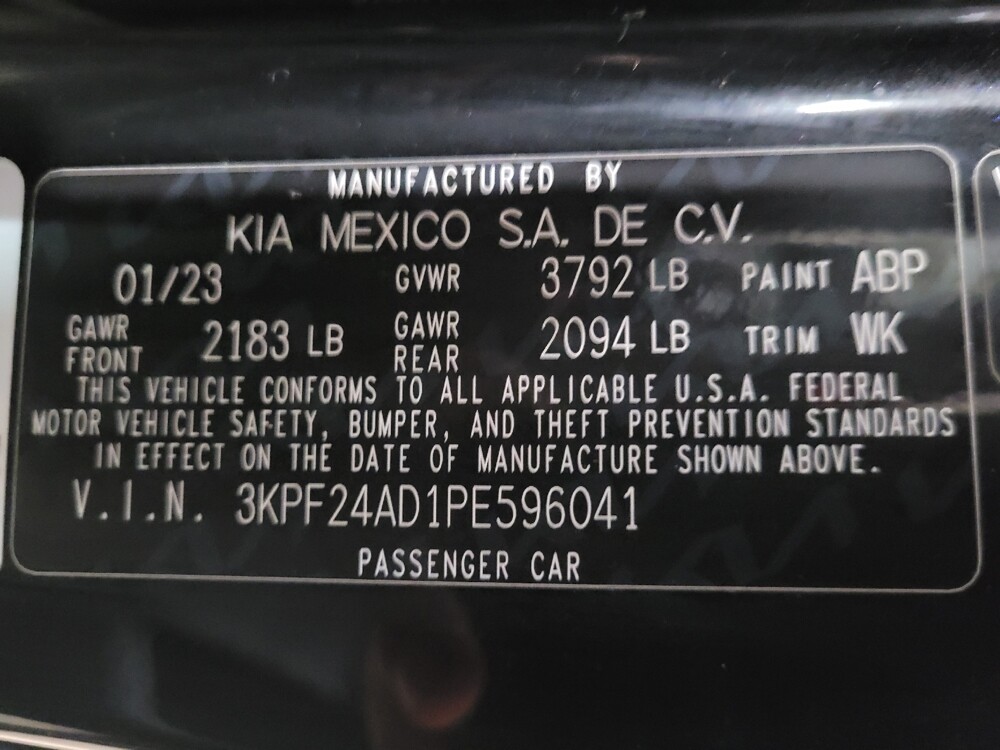 MANUFACTURED BY
KIA MEXICO S.A. DE C.V.
01/23 GVWR 3792 LB PAINT ABP
GAWR FRONT 2183 LB GAWR REAR 2094 LB TRIM WK
THIS VEHICLE CONFORMS TO ALL APPLICABLE U.S.A. FEDERAL
MOTOR VEHICLE SAFETY, BUMPER, AND THEFT PREVENTION STANDARDS
IN EFFECT ON THE DATE OF MANUFACTURE SHOWN ABOVE.
V.I.N. 3KPF24AD1PE596041
PASSENGER CAR